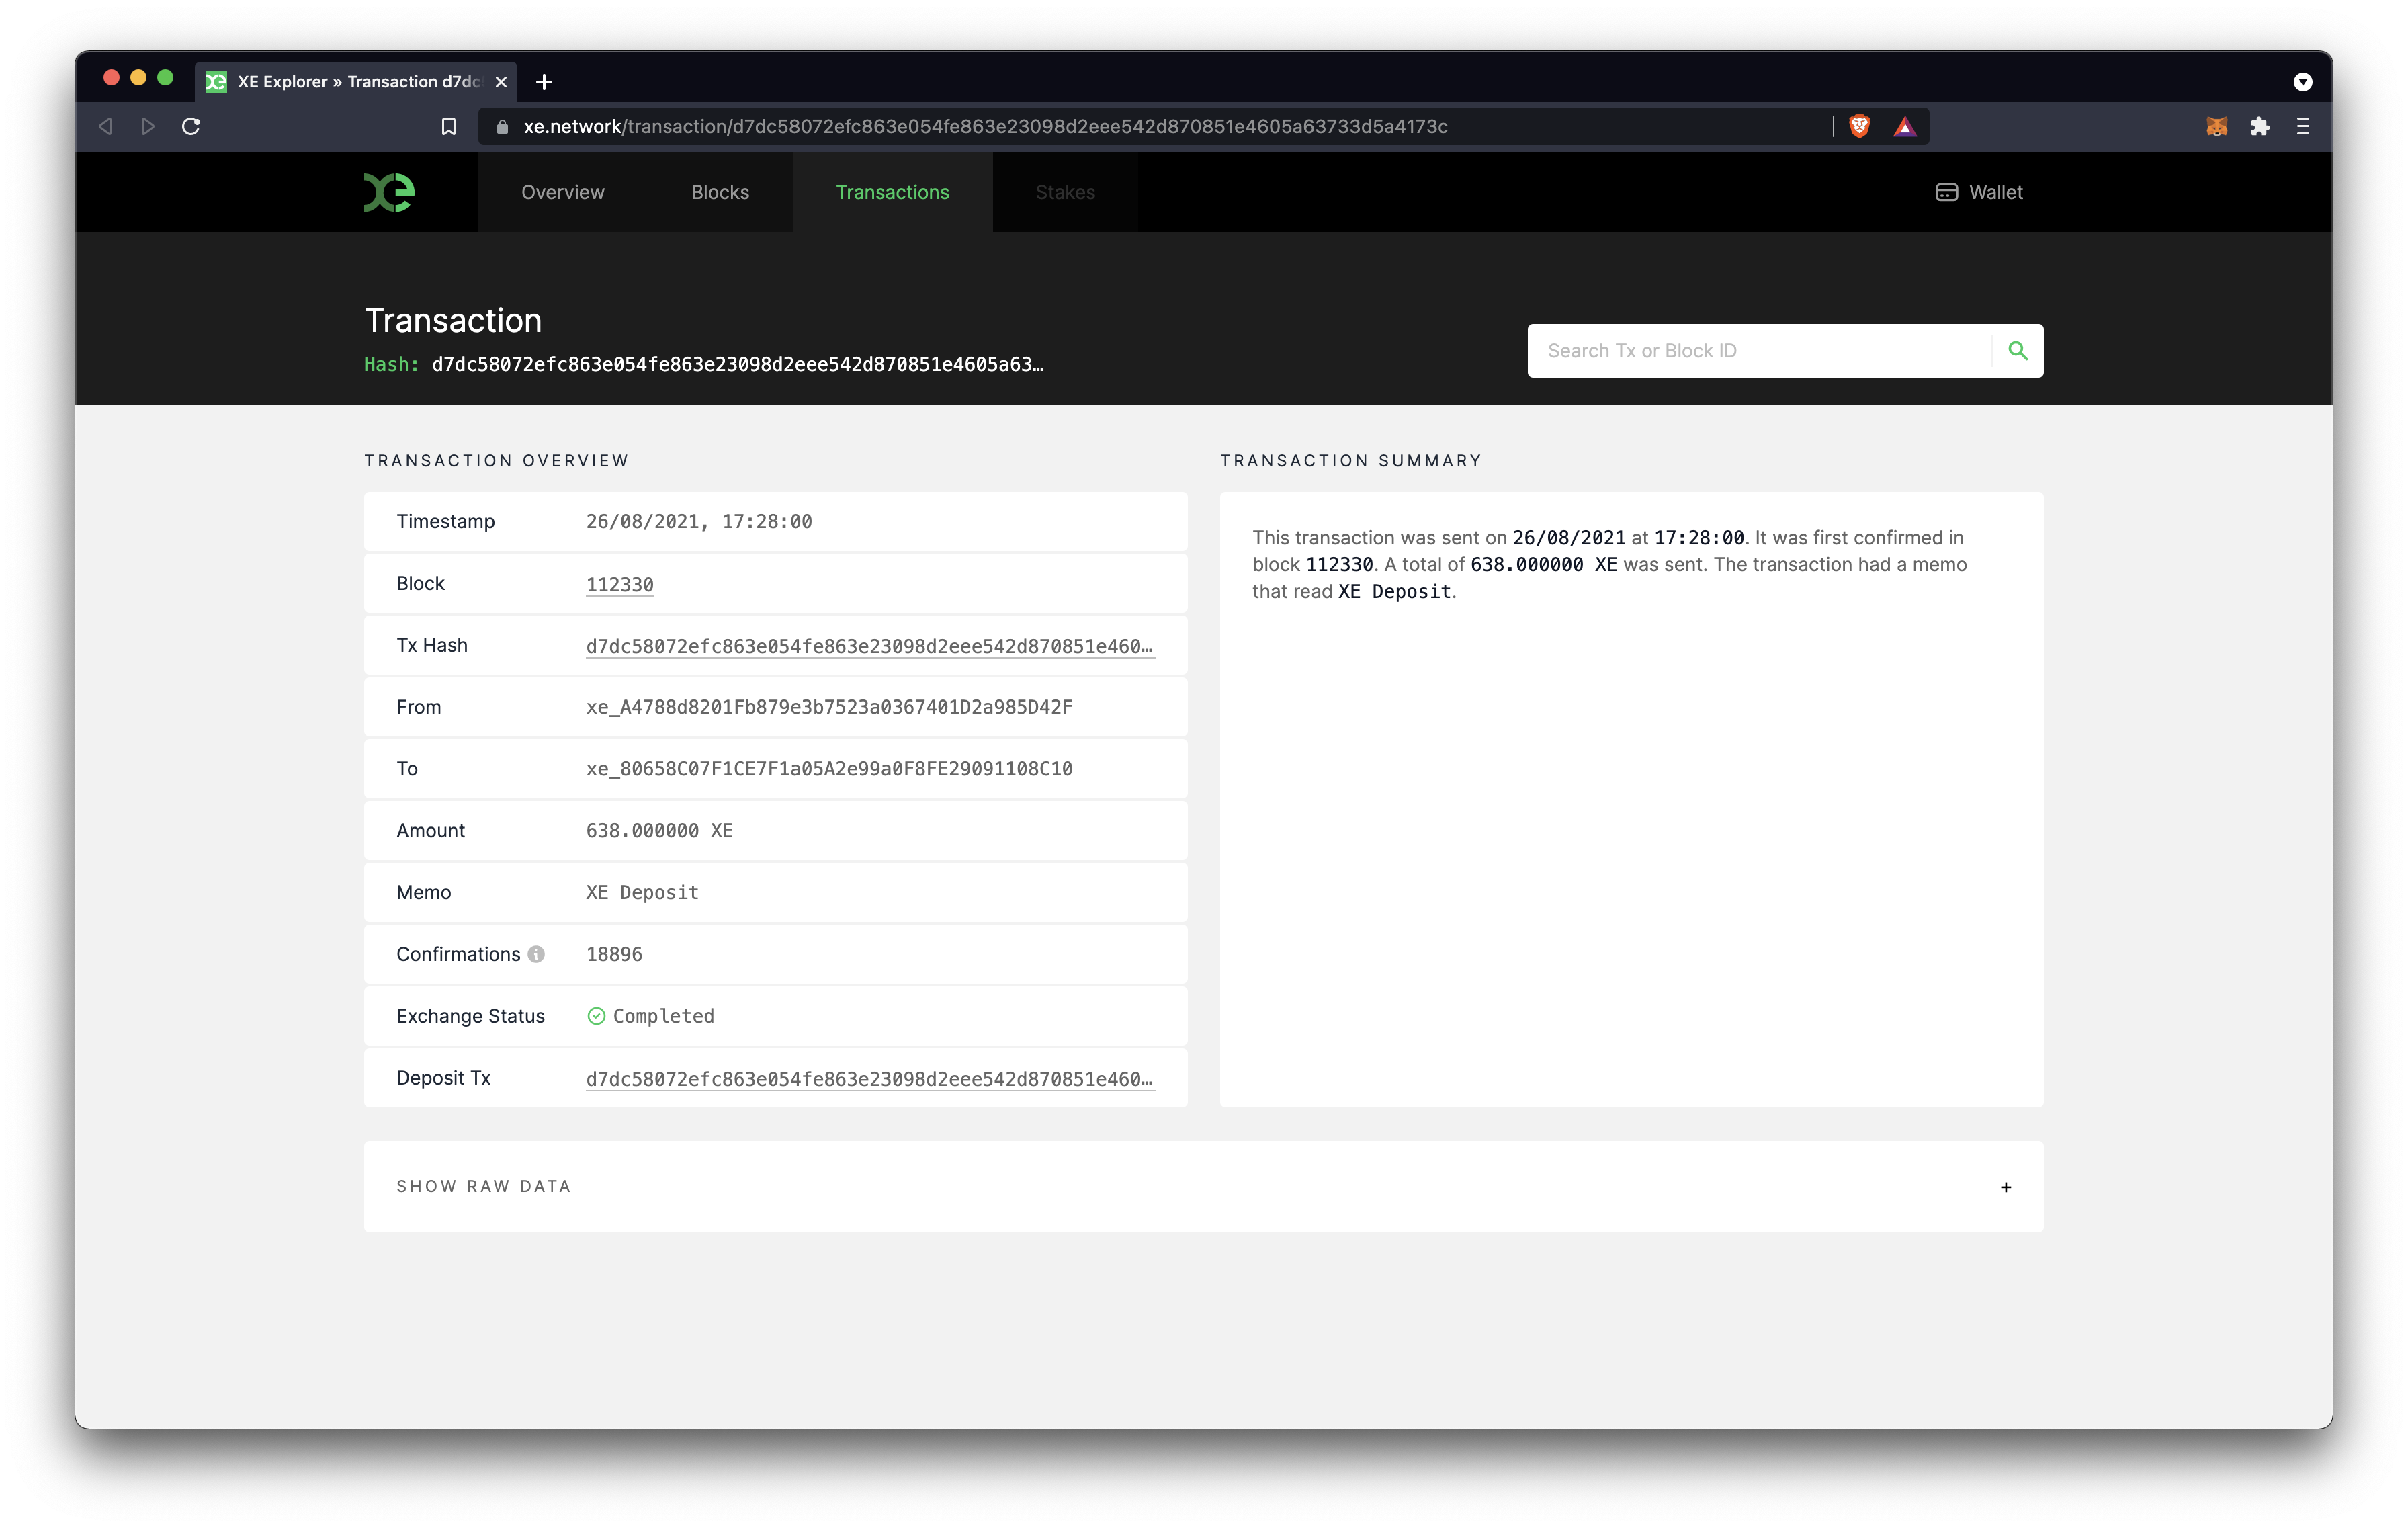 XE Explorer » Transaction d7dc
xe.network/transaction/d7dc58072efc863e054fe863e23098d2eee542d870851e4605a63733d5a4173c
xe Overview Blocks Transactions Stakes Wallet
Transaction
Hash: d7dc58072efc863e054fe863e23098d2eee542d870851e4605a63…
Search Tx or Block ID
TRANSACTION OVERVIEW
Timestamp 26/08/2021, 17:28:00
Block 112330
Tx Hash d7dc58072efc863e054fe863e23098d2eee542d870851e460…
From xe_A4788d8201Fb879e3b7523a0367401D2a985D42F
To xe_80658C07F1CE7F1a05A2e99a0F8FE29091108C10
Amount 638.000000 XE
Memo XE Deposit
Confirmations 18896
Exchange Status Completed
Deposit Tx d7dc58072efc863e054fe863e23098d2eee542d870851e460…
TRANSACTION SUMMARY
This transaction was sent on 26/08/2021 at 17:28:00. It was first confirmed in
block 112330. A total of 638.000000 XE was sent. The transaction had a memo
that read XE Deposit.
SHOW RAW DATA +